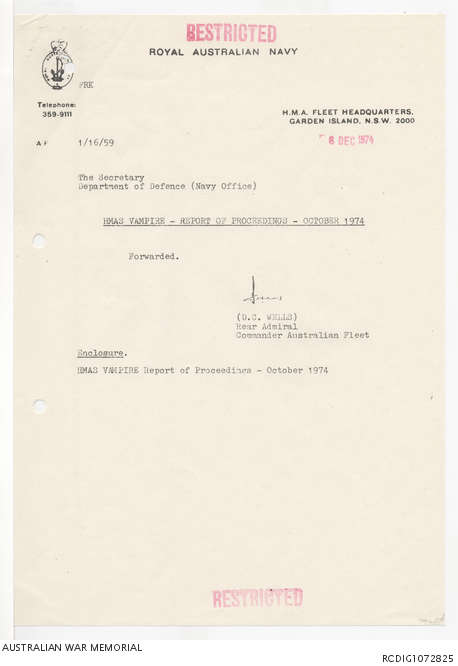 RESTRICTED
ROYAL AUSTRALIAN NAVY
FRK
Telephone:
359-9111
H.M.A. FLEET HEADQUARTERS,
GARDEN ISLAND, N.S.W. 2000
AF 1/16/59
6 DEC 1974
The Secretary
Department of Defence (Navy Office)
HMAS VAMPIRE - REPORT OF PROCEEDINGS - OCTOBER 1974
Forwarded.
(D.C. WELLS)
Rear Admiral
Commander Australian Fleet
Enclosure.
HMAS VAMPIRE Report of Proceedings - October 1974
RESTRICTED
AUSTRALIAN WAR MEMORIAL
RCDIG1072825